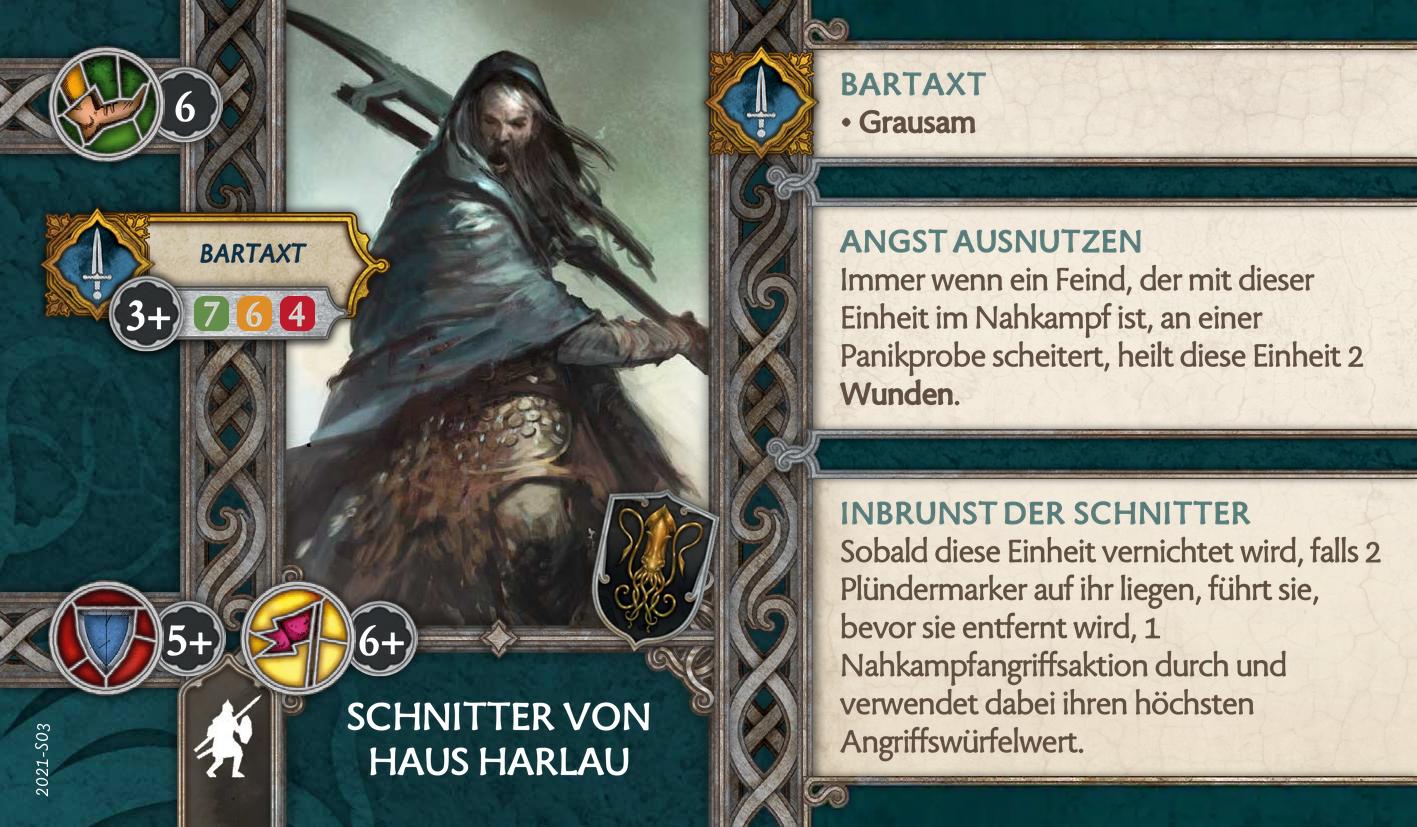 6
BARTAXT
3+ 7 6 4
5+ 6+
SCHNITTER VON
HAUS HARLAU
2021-S03
BARTAXT
• Grausam
ANGST AUSNUTZEN
Immer wenn ein Feind, der mit dieser
Einheit im Nahkampf ist, an einer
Panikprobe scheitert, heilt diese Einheit 2
Wunden.
INBRUNST DER SCHNITTER
Sobald diese Einheit vernichtet wird, falls 2
Plündermarker auf ihr liegen, führt sie,
bevor sie entfernt wird, 1
Nahkampfangriffsaktion durch und
verwendet dabei ihren höchsten
Angriffswürfelwert.